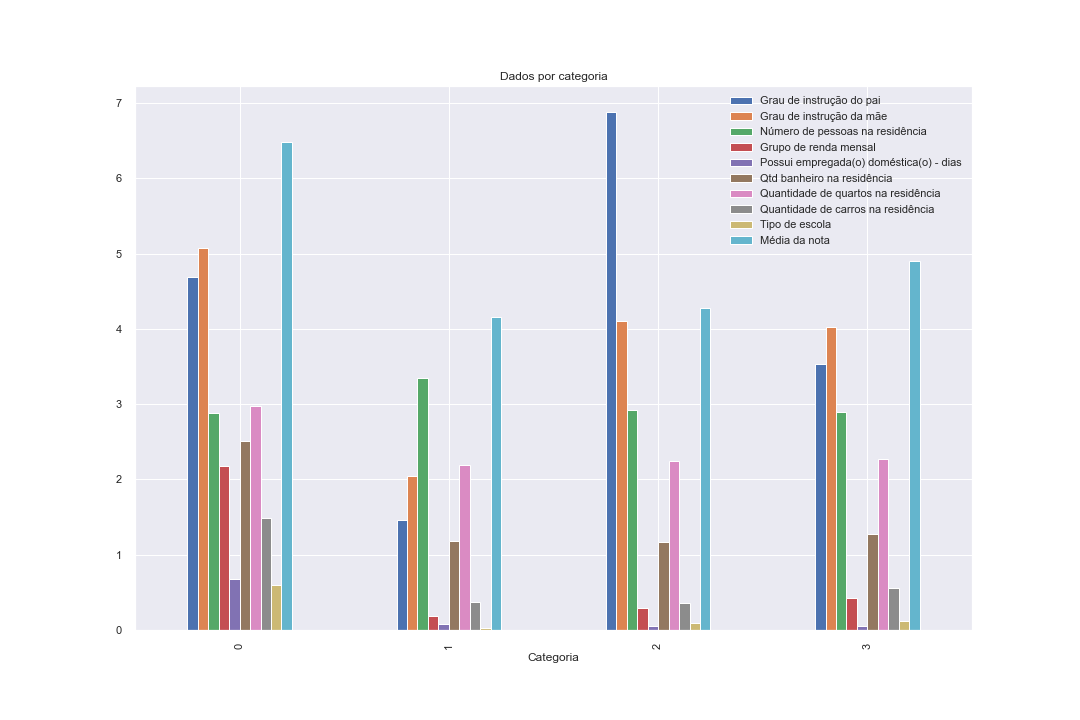 Dados por categoria
7
6
5
4
3
2
1
0
Grau de instrução do pai
Grau de instrução da mãe
Número de pessoas na residência
Grupo de renda mensal
Possui empregada(o) doméstica(o) - dias
Qtd banheiro na residência
Quantidade de quartos na residência
Quantidade de carros na residência
Tipo de escola
Média da nota
0
1
2
3
Categoria